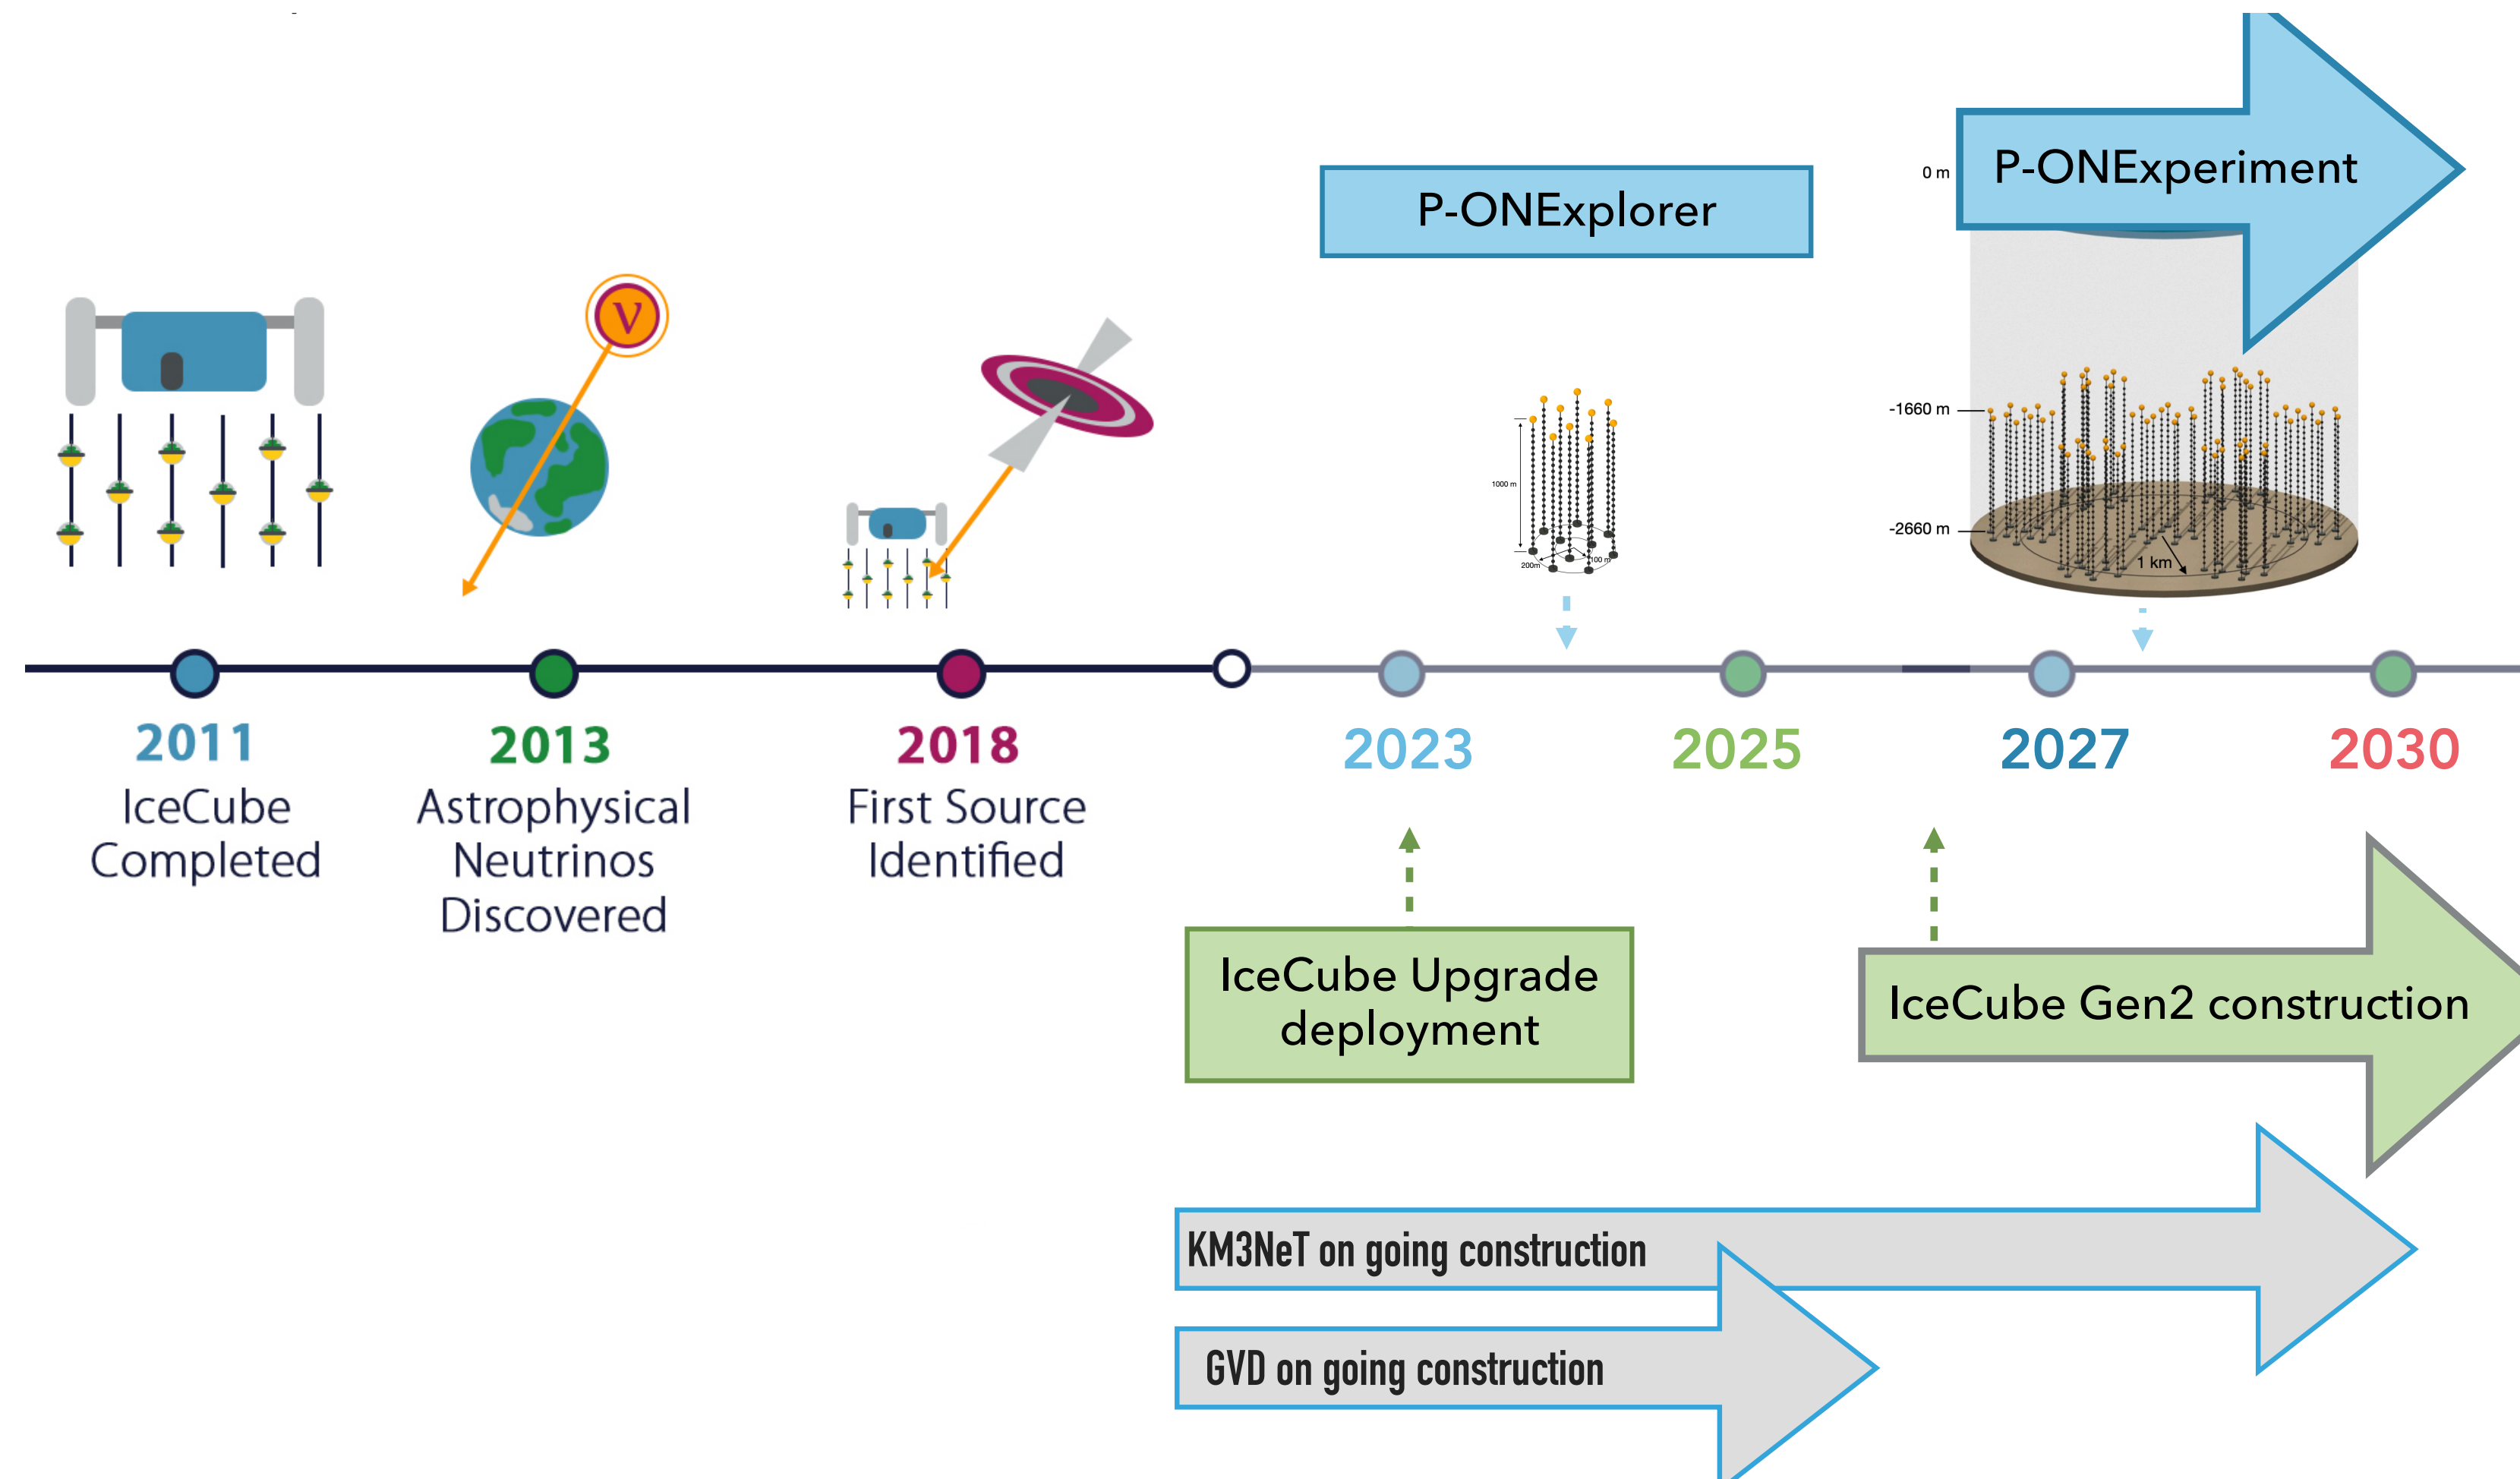 P-ONExperiment
0 m
P-ONExplorer
ν
-1660 m
1000 m
-2660 m
200m
100 m
1 km
2011
IceCube
Completed
2013
Astrophysical
Neutrinos
Discovered
2018
First Source
Identified
2023
2025
2027
2030
IceCube Upgrade
deployment
IceCube Gen2 construction
KM3NeT on going construction
GVD on going construction